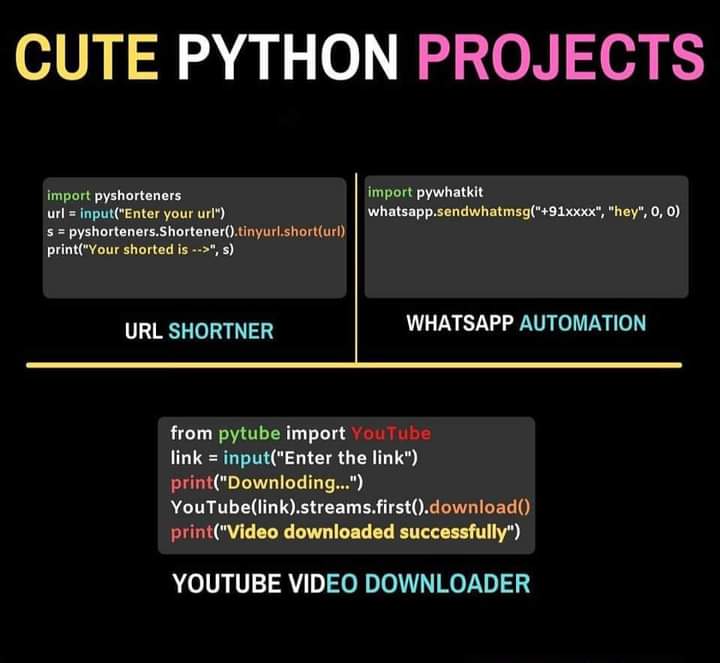 CUTE PYTHON PROJECTS
import pyshorteners
url = input("Enter your url")
s = pyshorteners.Shortener().tinyurl.short(url)
print("Your shorted is -->", s)
URL SHORTNER
import pywhatkit
whatsapp.sendwhatmsg("+91xxxx", "hey", 0, 0)
WHATSAPP AUTOMATION
from pytube import YouTube
link = input("Enter the link")
print("Downloding...")
YouTube(link).streams.first().download()
print("Video downloaded successfully")
YOUTUBE VIDEO DOWNLOADER